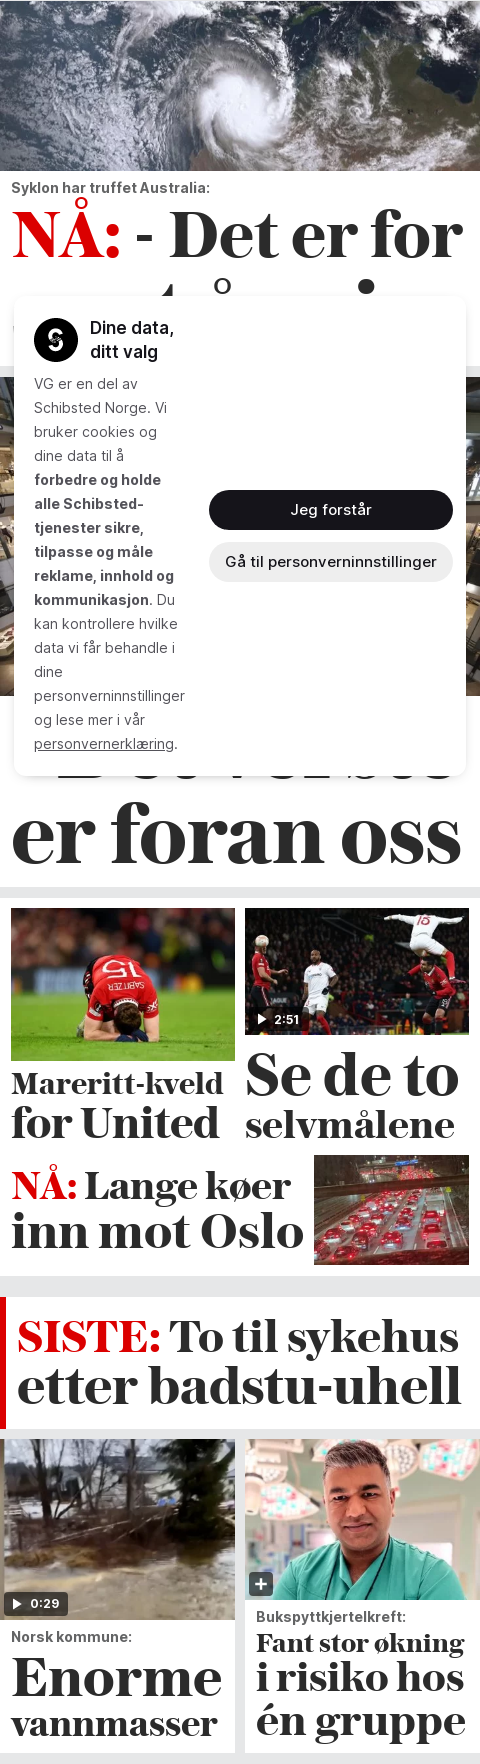 Syklon har truffet Australia:
NÅ: - Det er for
Dine data,
ditt valg
VG er en del av
Schibsted Norge. Vi
bruker cookies og
dine data til å
forbedre og holde
alle Schibsted-
tjenester sikre,
tilpasse og måle
reklame, innhold og
kommunikasjon. Du
kan kontrollere hvilke
data vi får behandle i
dine
personverninnstillinger
og lese mer i vår
personvernerklæring.
Jeg forstår
Gå til personverninnstillinger
er foran oss
15
SABITZER
18
2:51
Mareritt-kveld
for United
Se de to
selvmålene
NÅ: Lange køer
inn mot Oslo
SISTE: To til sykehus
etter badstu-uhell
0:29
Norsk kommune:
Enorme
vannmasser
Bukspyttkjertelkreft:
Fant stor økning
i risiko hos
én gruppe